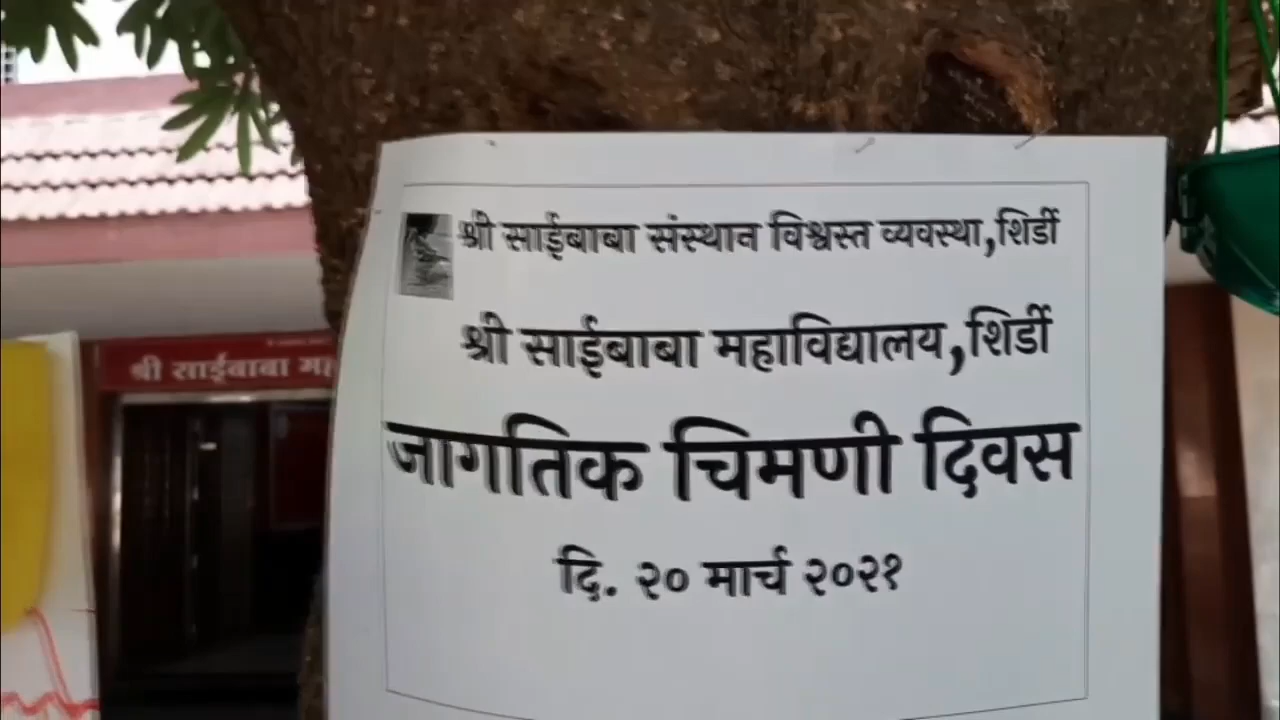 श्री साईबाबा संस्थान विश्वस्त व्यवस्था,शिर्डी
श्री साईबाबा महाविद्यालय,शिर्डी
जागतिक चिमणी दिवस
दि. २० मार्च २०२१
श्री साईबाबा